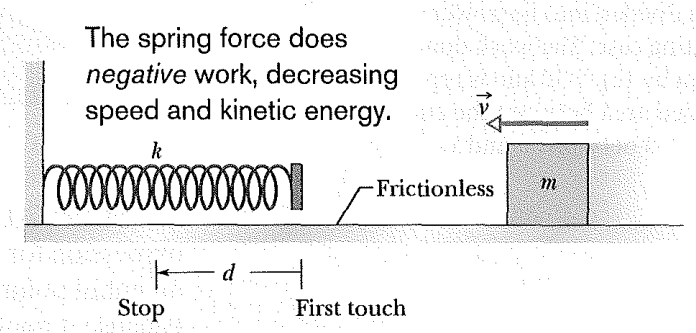 The spring force does
negative work, decreasing
speed and kinetic energy.
v
k
Frictionless
m
d
Stop
First touch